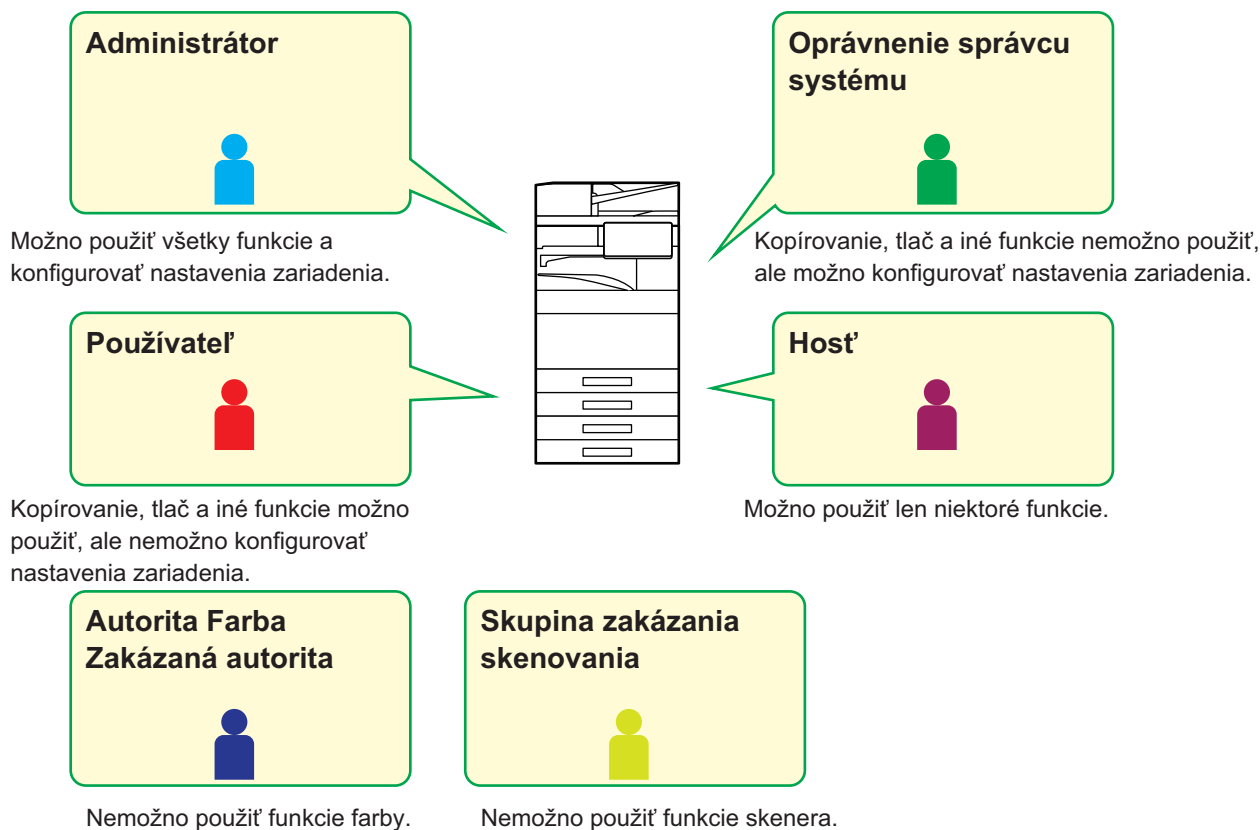 Administrátor
Možno použiť všetky funkcie a
konfigurovať nastavenia zariadenia.
Oprávnenie správcu
systému
Kopírovanie, tlač a iné funkcie nemožno použiť,
ale možno konfigurovať nastavenia zariadenia.
Používateľ
Kopírovanie, tlač a iné funkcie možno
použiť, ale nemožno konfigurovať
nastavenia zariadenia.
Hosť
Možno použiť len niektoré funkcie.
Autorita Farba
Zakázaná autorita
Nemožno použiť funkcie farby.
Skupina zakázania
skenovania
Nemožno použiť funkcie skenera.